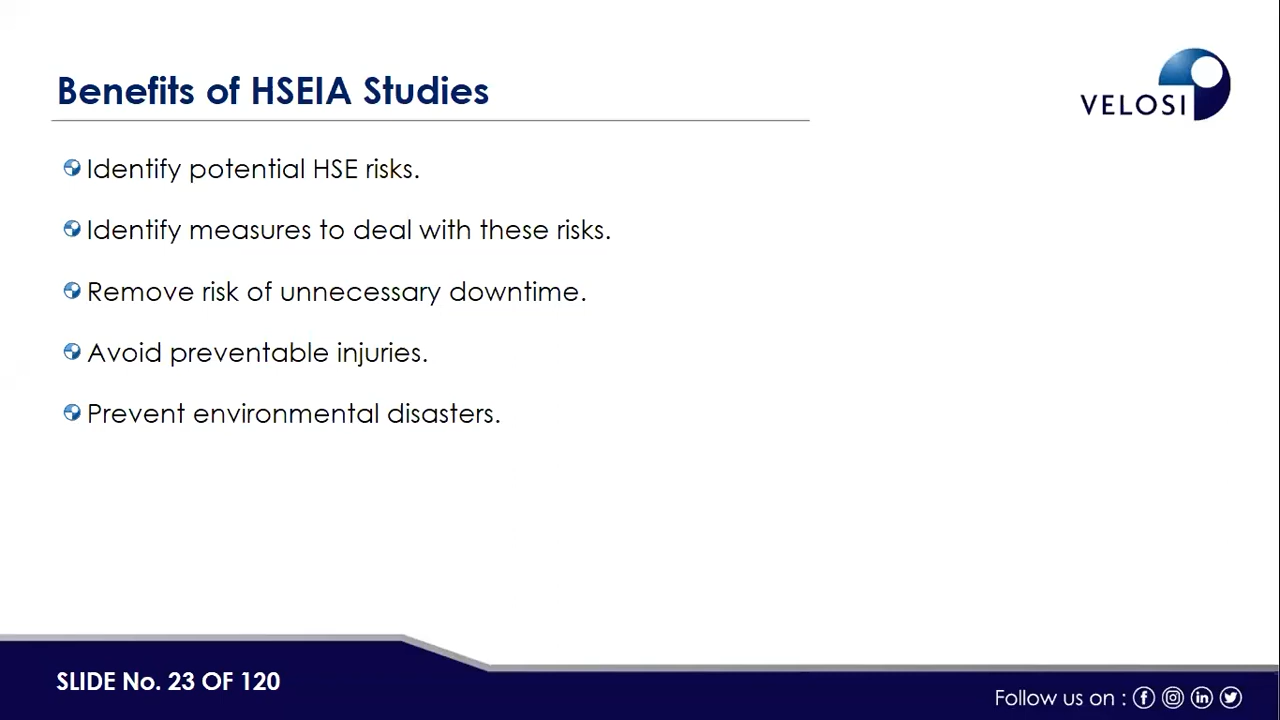 Benefits of HSEIA Studies
VELOSI
Identify potential HSE risks.
Identify measures to deal with these risks.
Remove risk of unnecessary downtime.
Avoid preventable injuries.
Prevent environmental disasters.
SLIDE No. 23 OF 120
Follow us on :